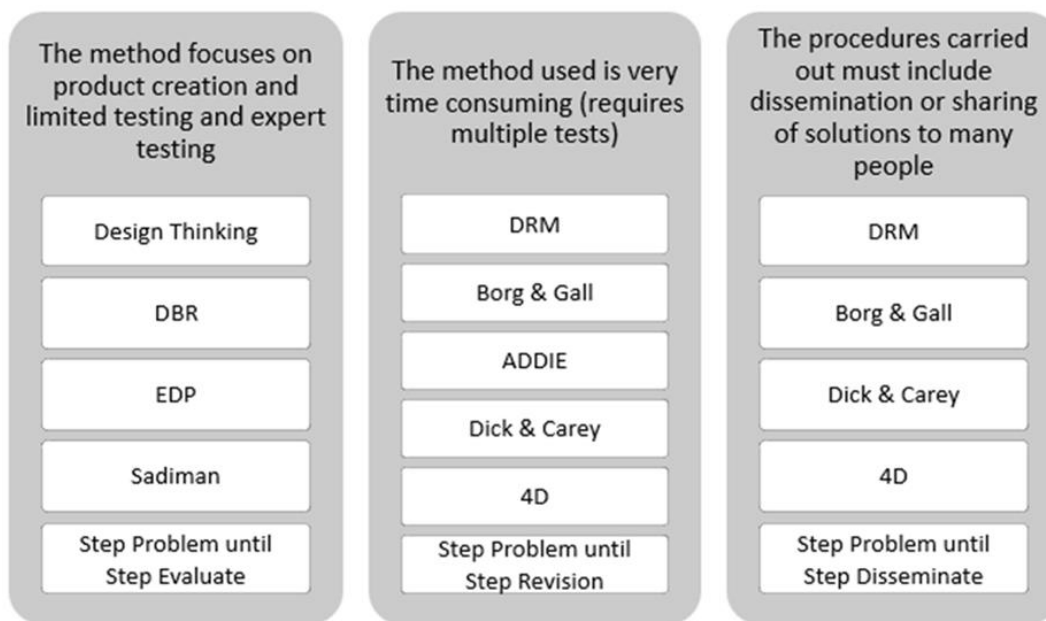 The method focuses on
product creation and
limited testing and expert
testing
Design Thinking
DBR
EDP
Sadiman
Step Problem until
Step Evaluate
The method used is very
time consuming (requires
multiple tests)
DRM
Borg & Gall
ADDIE
Dick & Carey
4D
Step Problem until
Step Revision
The procedures carried
out must include
dissemination or sharing
of solutions to many
people
DRM
Borg & Gall
Dick & Carey
4D
Step Problem until
Step Disseminate